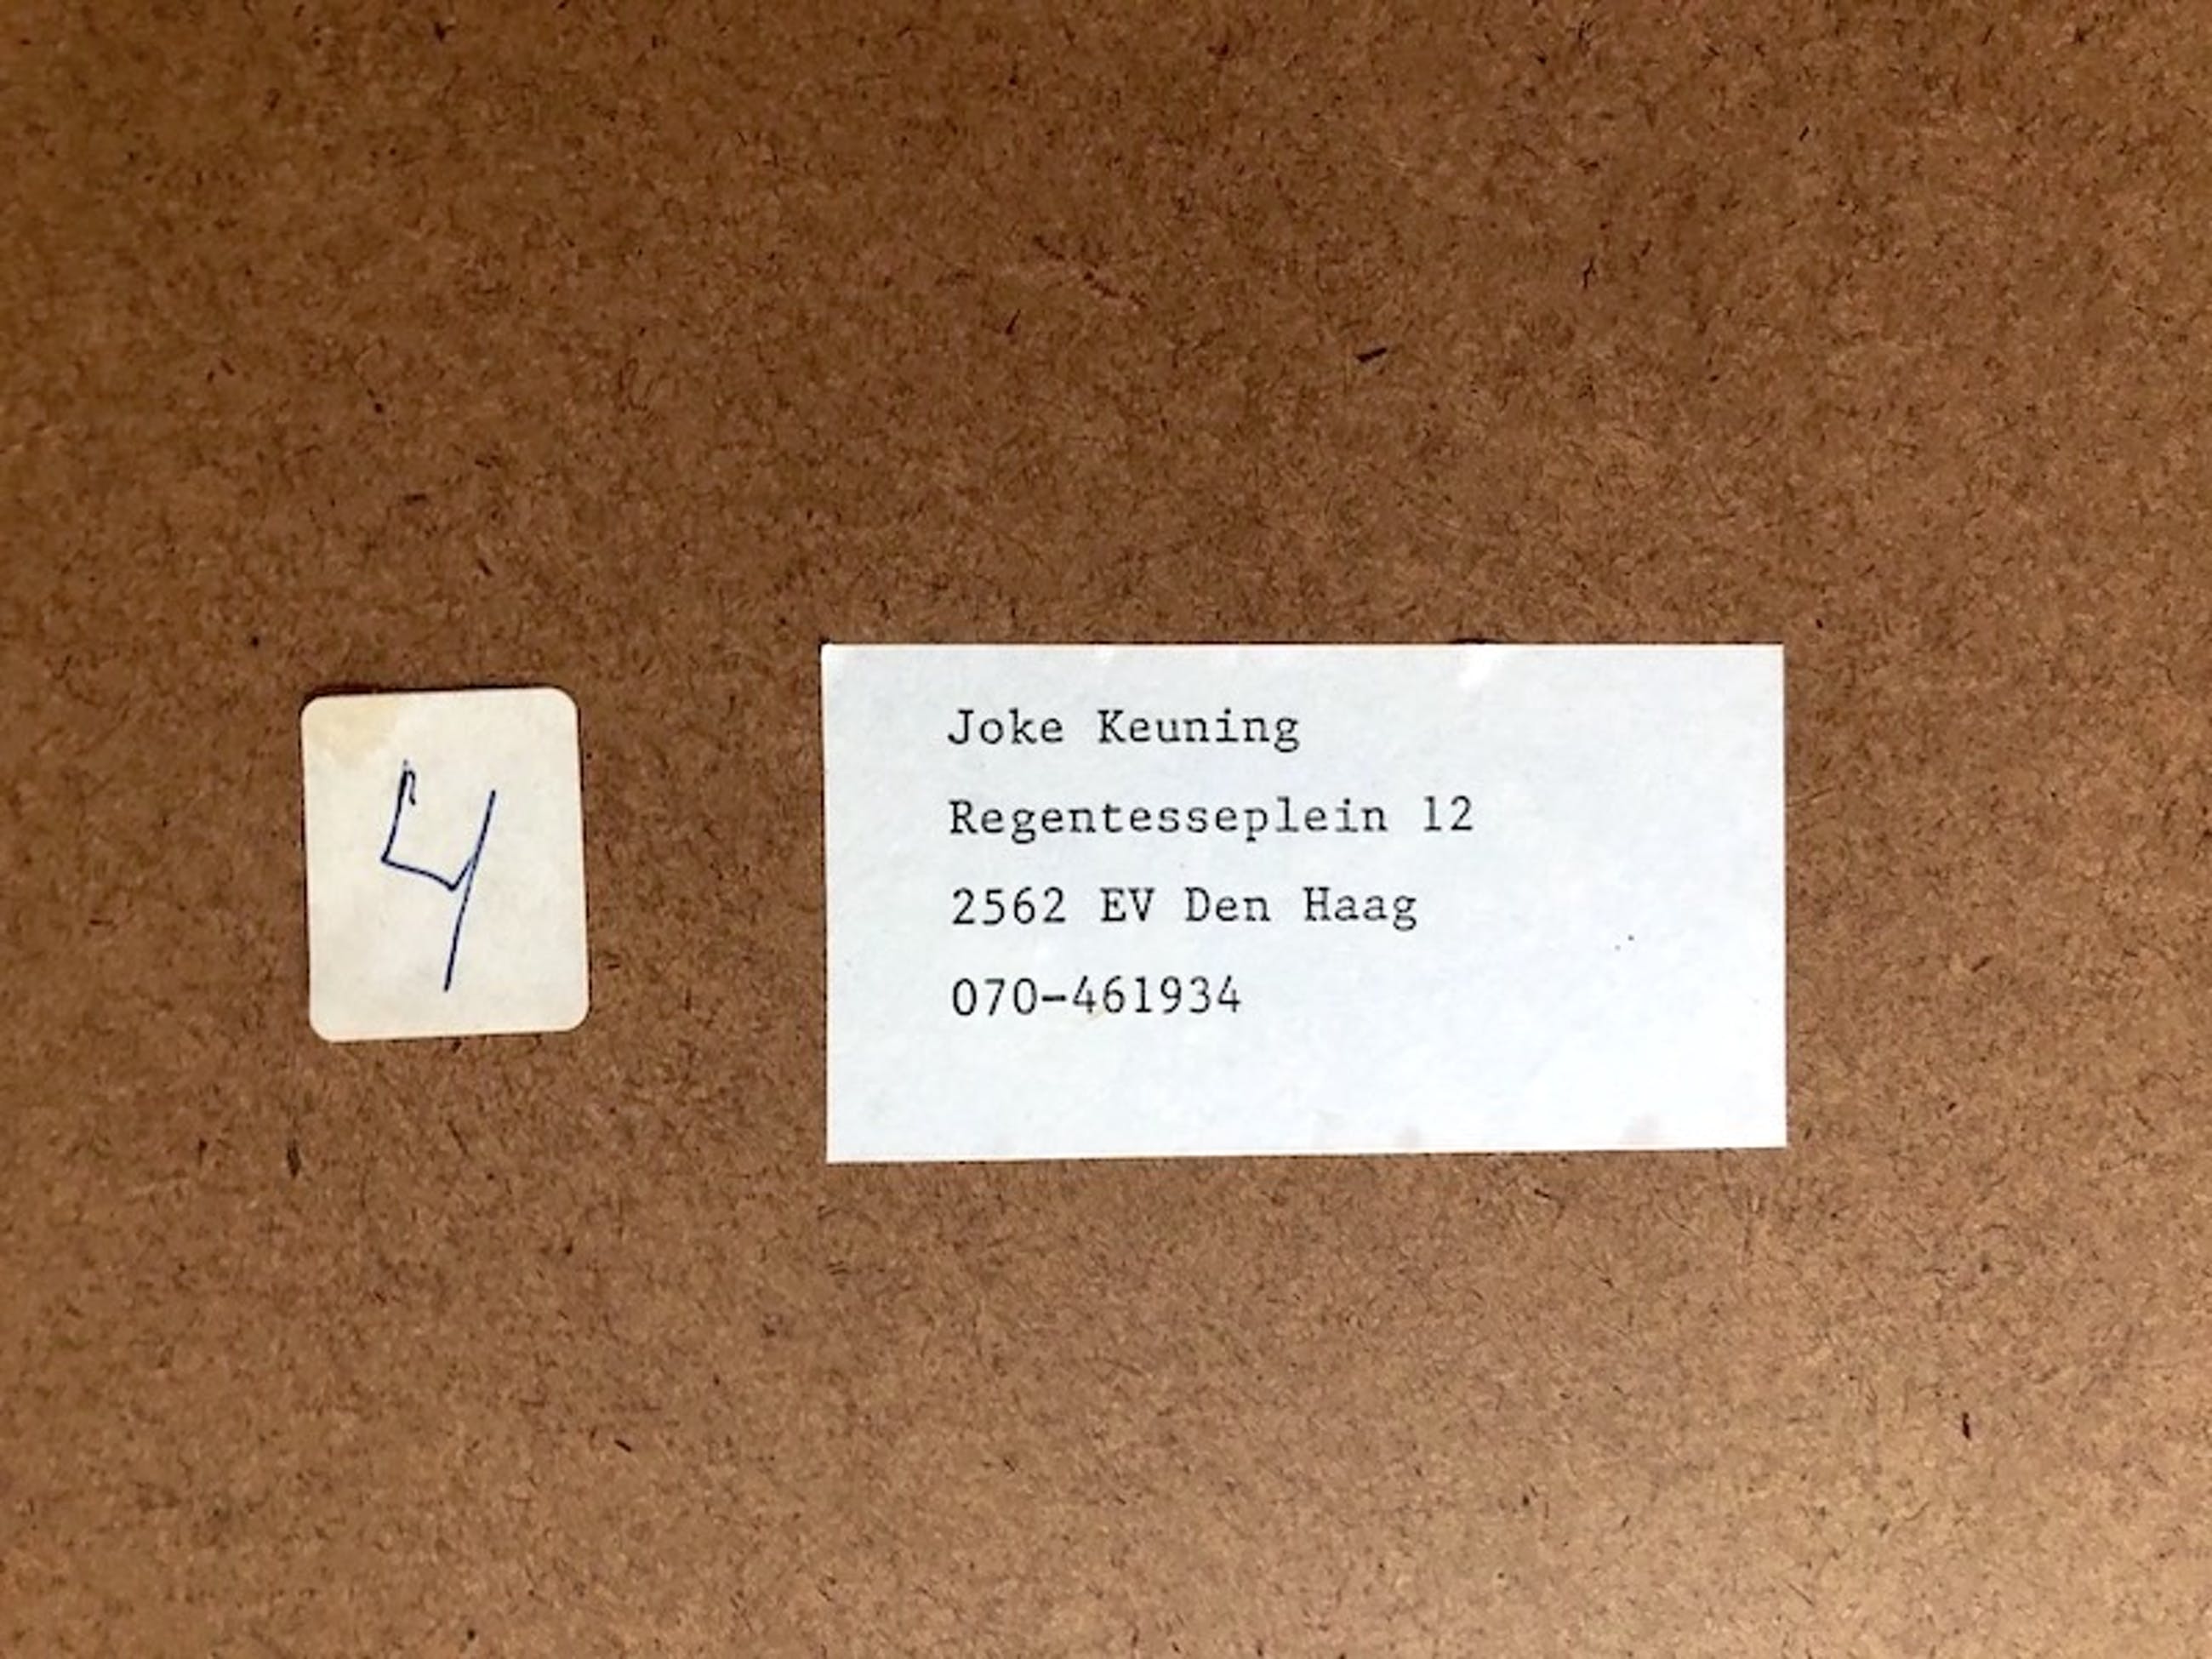 4
Joke Keuning
Regentesseplein 12
2562 EV Den Haag
070-461934